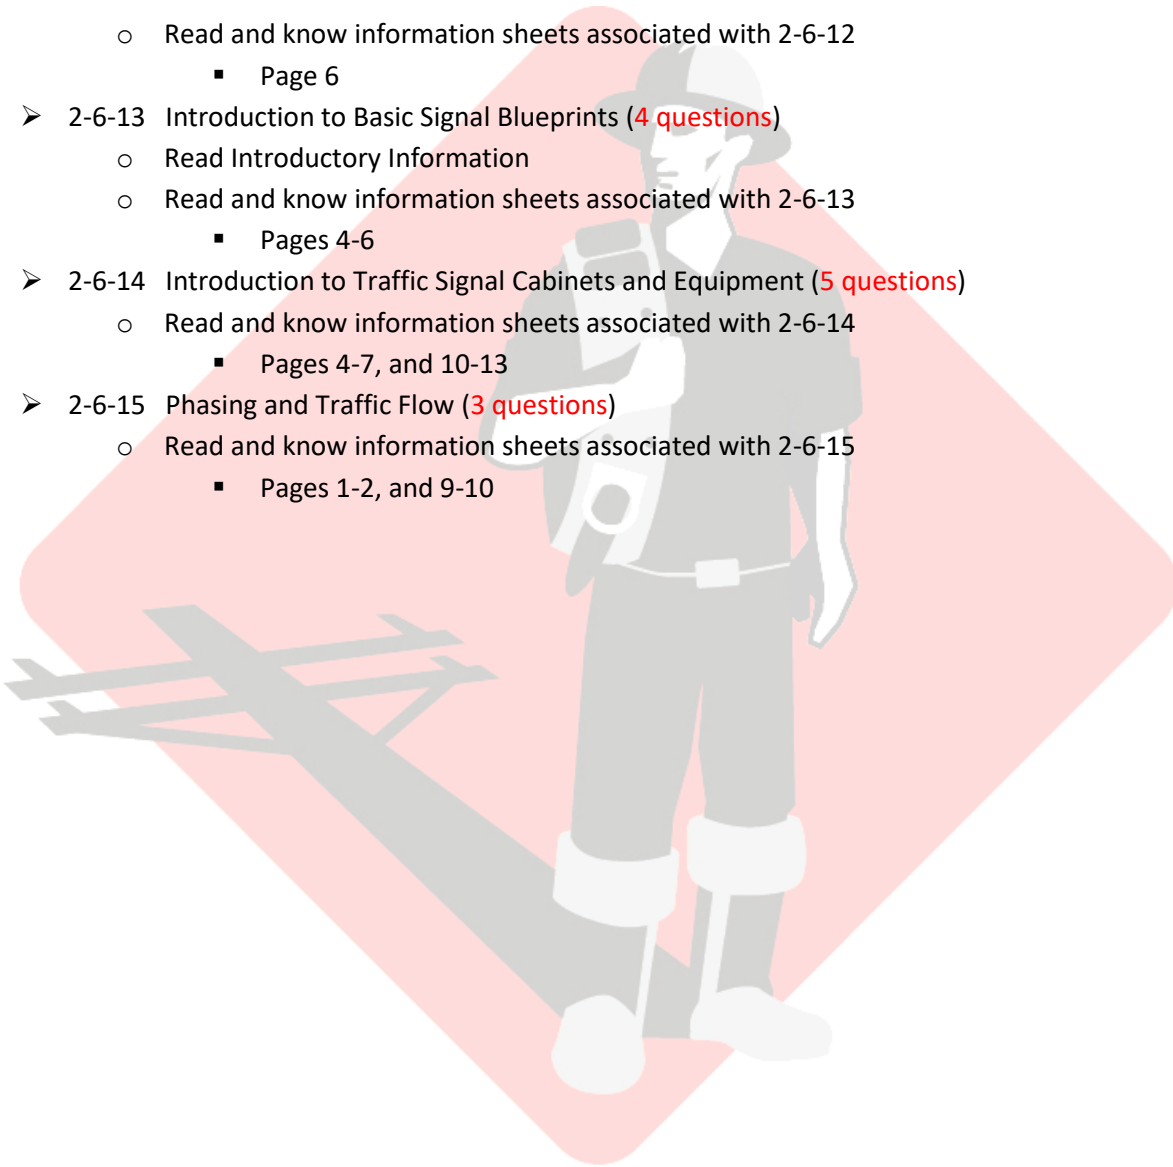 o Read and know information sheets associated with 2-6-12
▪ Page 6
➢ 2-6-13 Introduction to Basic Signal Blueprints (4 questions)
o Read Introductory Information
o Read and know information sheets associated with 2-6-13
▪ Pages 4-6
➢ 2-6-14 Introduction to Traffic Signal Cabinets and Equipment (5 questions)
o Read and know information sheets associated with 2-6-14
▪ Pages 4-7, and 10-13
➢ 2-6-15 Phasing and Traffic Flow (3 questions)
o Read and know information sheets associated with 2-6-15
▪ Pages 1-2, and 9-10